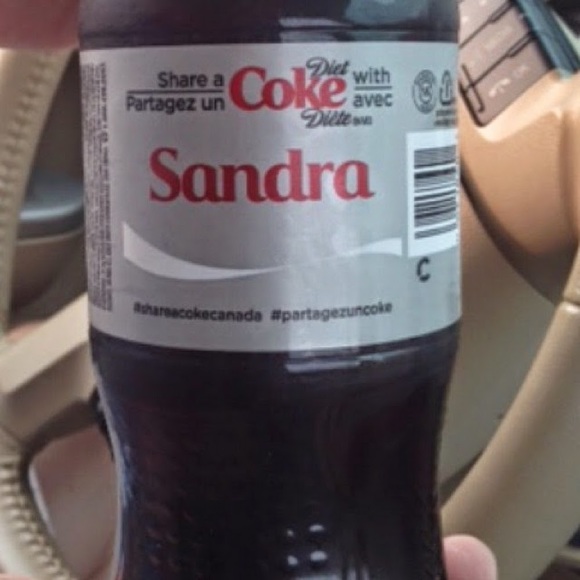 Share a Diet Coke with
Partagez un Diète avec
Sandra
C
#shareacokecanada #partagezuncoke